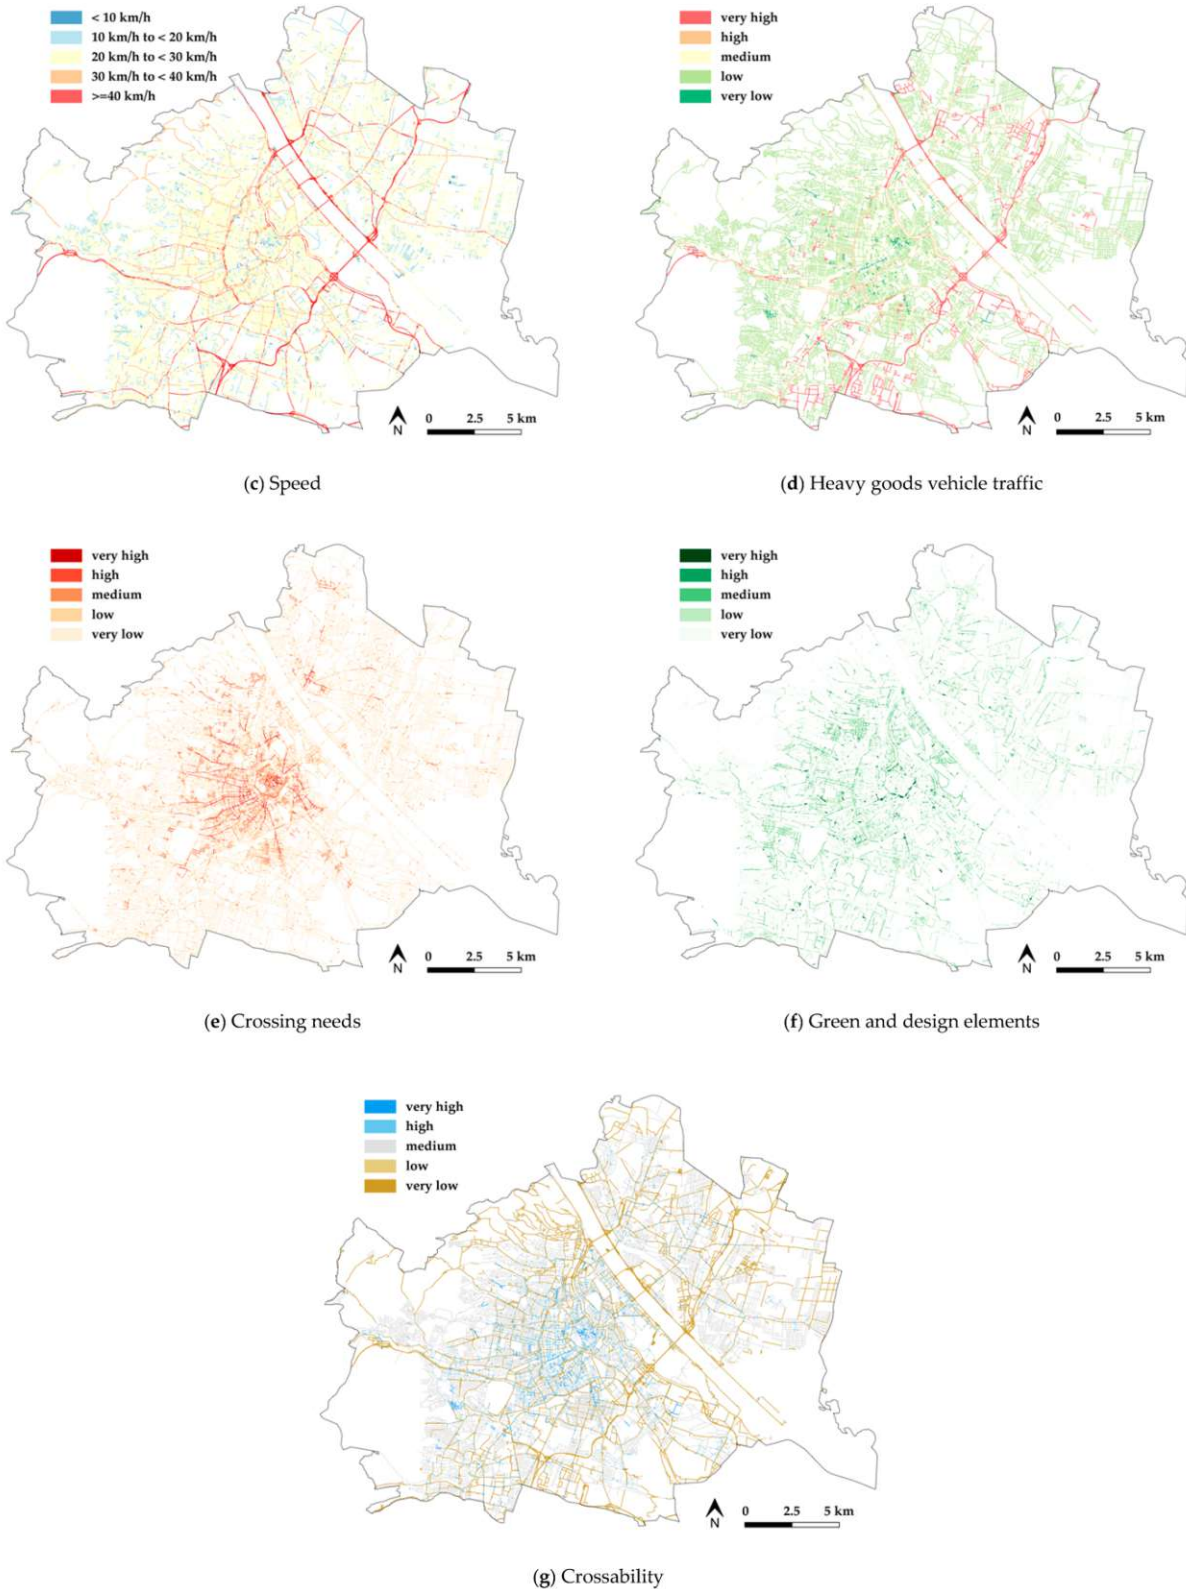 < 10 km/h
10 km/h to < 20 km/h
20 km/h to < 30 km/h
30 km/h to < 40 km/h
>=40 km/h
N
0 2.5 5 km
(c) Speed
very high
high
medium
low
very low
N
0 2.5 5 km
(d) Heavy goods vehicle traffic
very high
high
medium
low
very low
N
0 2.5 5 km
(e) Crossing needs
very high
high
medium
low
very low
N
0 2.5 5 km
(f) Green and design elements
very high
high
medium
low
very low
N
0 2.5 5 km
(g) Crossability